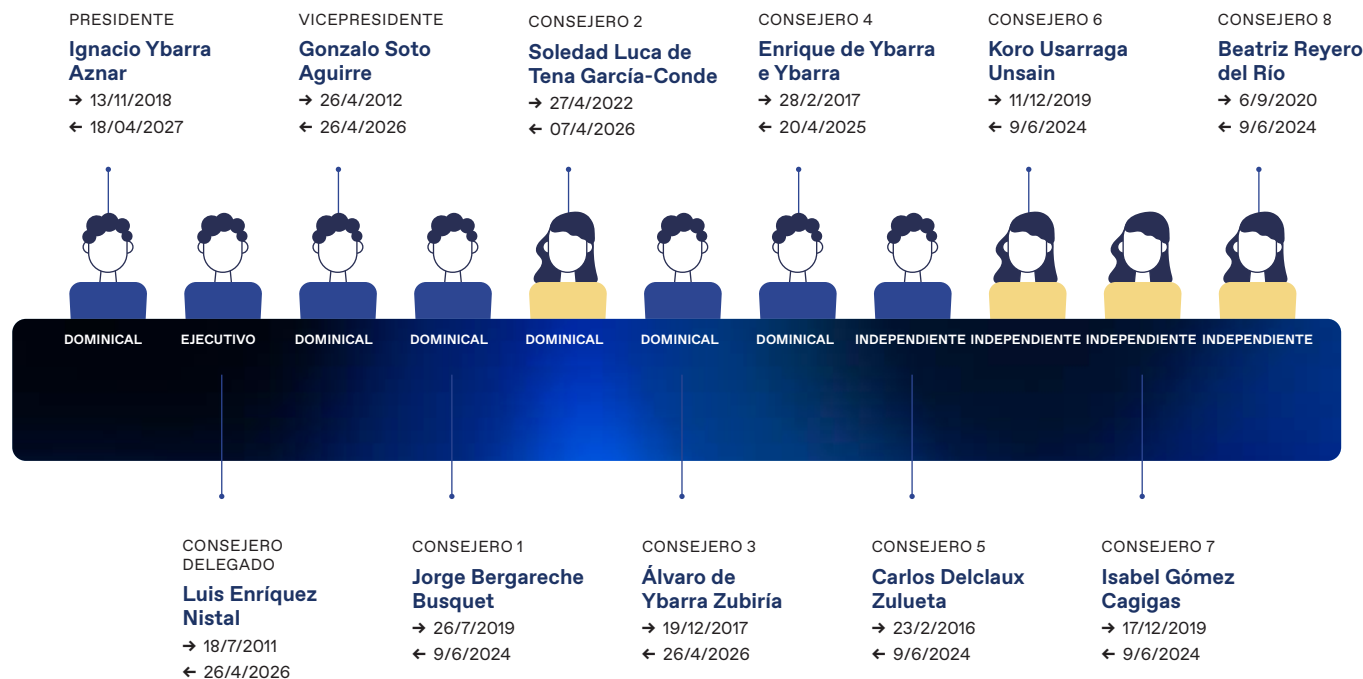 PRESIDENTE
Ignacio Ybarra
Aznar
→ 13/11/2018
← 18/04/2027
VICEPRESIDENTE
Gonzalo Soto
Aguirre
→ 26/4/2012
← 26/4/2026
CONSEJERO 2
Soledad Luca de
Tena García-Conde
→ 27/4/2022
← 07/4/2026
CONSEJERO 4
Enrique de Ybarra
e Ybarra
→ 28/2/2017
← 20/4/2025
CONSEJERO 6
Koro Usarraga
Unsain
→ 11/12/2019
← 9/6/2024
CONSEJERO 8
Beatriz Reyero
del Río
→ 6/9/2020
← 9/6/2024
DOMINICAL
EJECUTIVO
DOMINICAL
DOMINICAL
DOMINICAL
DOMINICAL
DOMINICAL
INDEPENDIENTE
INDEPENDIENTE
INDEPENDIENTE
INDEPENDIENTE
CONSEJERO
DELEGADO
Luis Enríquez
Nistal
→ 18/7/2011
← 26/4/2026
CONSEJERO 1
Jorge Bergareche
Busquet
→ 26/7/2019
← 9/6/2024
CONSEJERO 3
Álvaro de
Ybarra Zubiría
→ 19/12/2017
← 26/4/2026
CONSEJERO 5
Carlos Delclaux
Zulueta
→ 23/2/2016
← 9/6/2024
CONSEJERO 7
Isabel Gómez
Cagigas
→ 17/12/2019
← 9/6/2024